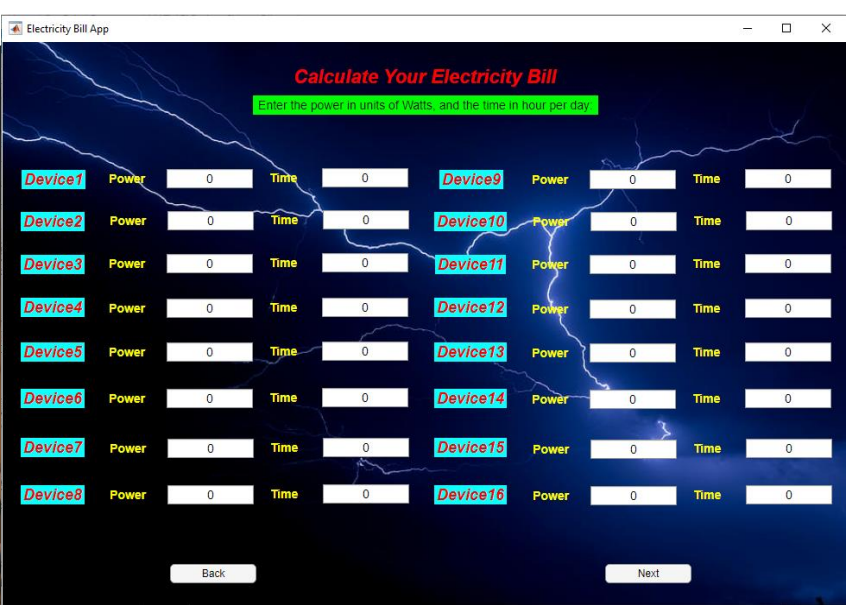 Electricity Bill App
Calculate Your Electricity Bill
Enter the power in units of Watts, and the time in hour per day:
Device1 Power 0 Time 0 Device9 Power 0 Time 0
Device2 Power 0 Time 0 Device10 Power 0 Time 0
Device3 Power 0 Time 0 Device11 Power 0 Time 0
Device4 Power 0 Time 0 Device12 Power 0 Time 0
Device5 Power 0 Time 0 Device13 Power 0 Time 0
Device6 Power 0 Time 0 Device14 Power 0 Time 0
Device7 Power 0 Time 0 Device15 Power 0 Time 0
Device8 Power 0 Time 0 Device16 Power 0 Time 0
Back Next